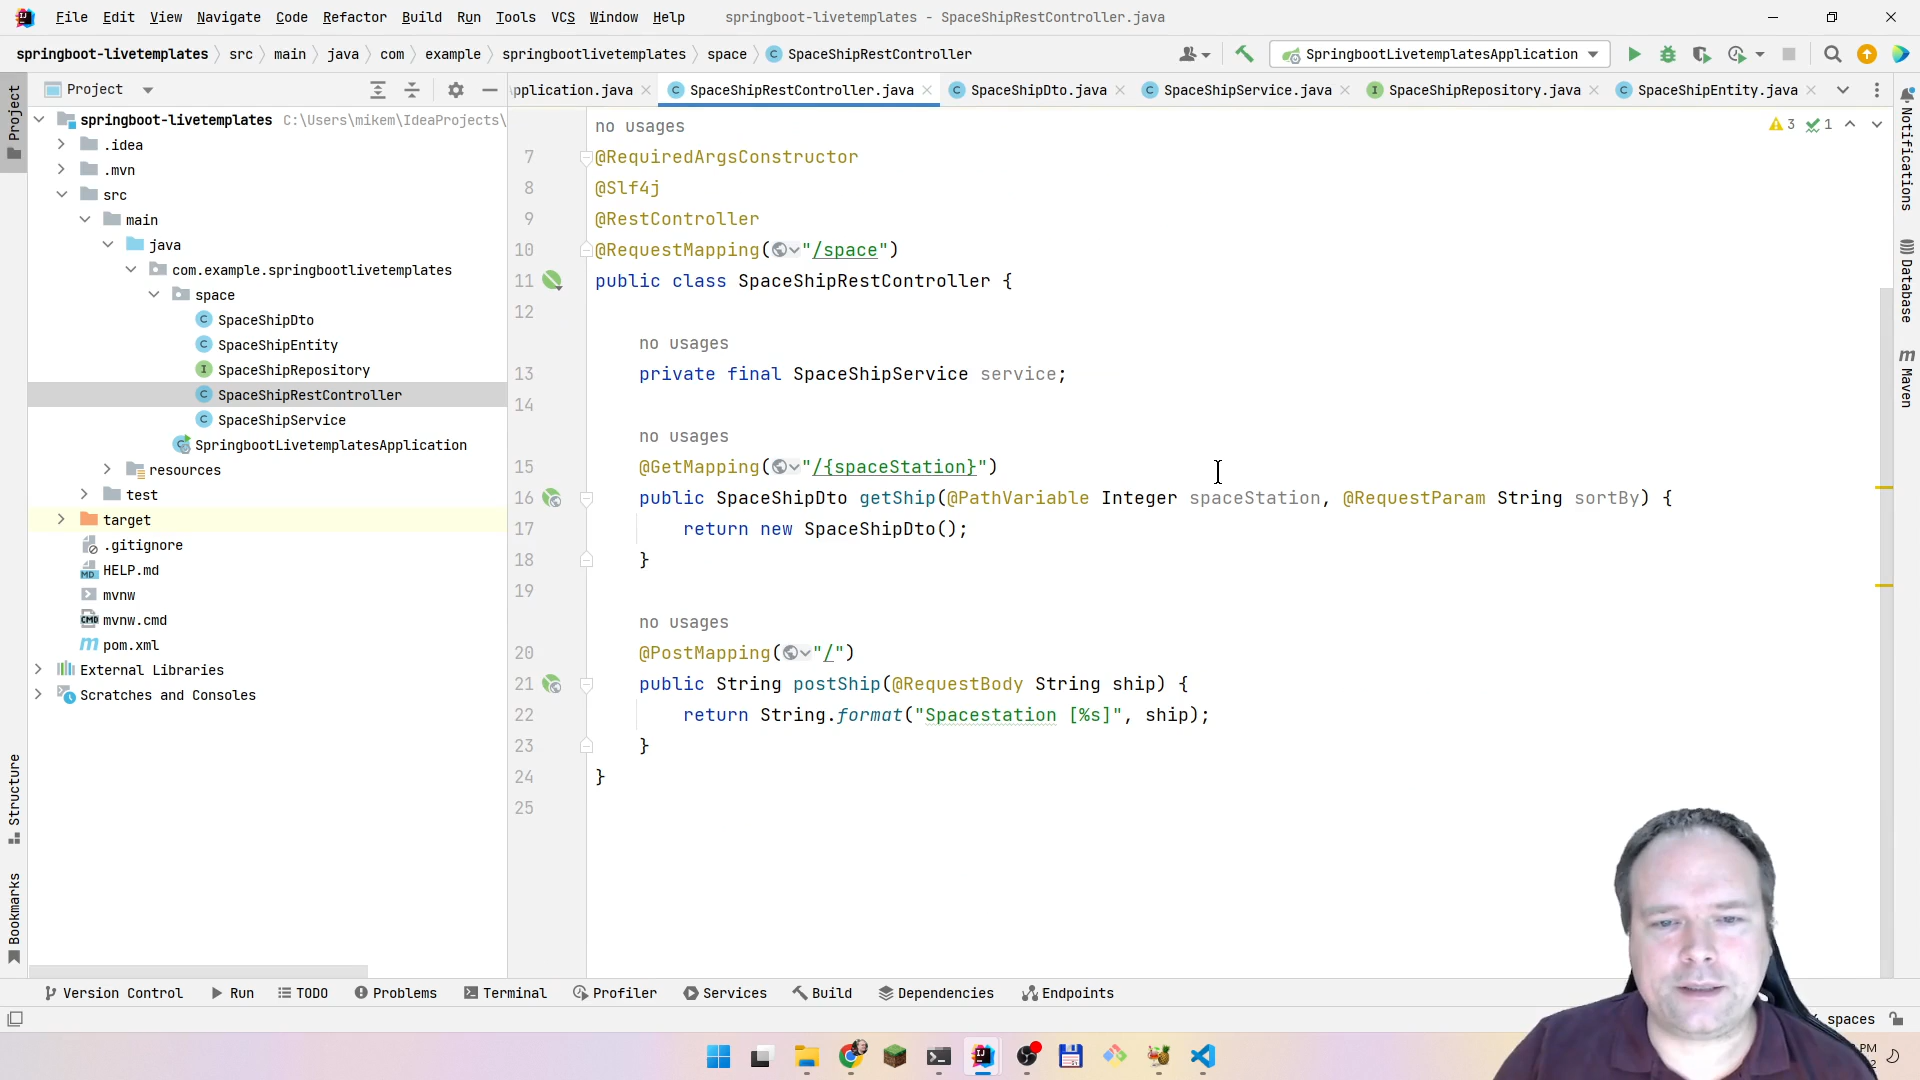 File Edit View Navigate Code Refactor Build Run Tools VCS Window Help springboot-livetemplates - SpaceShipRestController.java
springboot-livetemplates src main java com example springbootlivetemplates space SpaceShipRestController SpringbootLivetemplatesApplication
Project pplication.java SpaceShipRestController.java SpaceShipDto.java SpaceShipService.java SpaceShipRepository.java SpaceShipEntity.java
springboot-livetemplates C:\Users\mikem\IdeaProjects\
.idea
.mvn
src
main
java
com.example.springbootlivetemplates
space
SpaceShipDto
SpaceShipEntity
SpaceShipRepository
SpaceShipRestController
SpaceShipService
SpringbootLivetemplatesApplication
resources
test
target
.gitignore
HELP.md
mvnw
mvnw.cmd
pom.xml
External Libraries
Scratches and Consoles
no usages
3 1
7 @RequiredArgsConstructor
8 @Slf4j
9 @RestController
10 @RequestMapping("/space")
11 public class SpaceShipRestController {
12
no usages
13 private final SpaceShipService service;
14
no usages
15 @GetMapping("/{spaceStation}")
16 public SpaceShipDto getShip(@PathVariable Integer spaceStation, @RequestParam String sortBy) {
17 return new SpaceShipDto();
18 }
19
no usages
20 @PostMapping("/")
21 public String postShip(@RequestBody String ship) {
22 return String.format("Spacestation [%s]", ship);
23 }
24 }
25
Project
Structure
Bookmarks
Notifications
Database
Maven
Version Control Run TODO Problems Terminal Profiler Services Build Dependencies Endpoints
spaces
PM